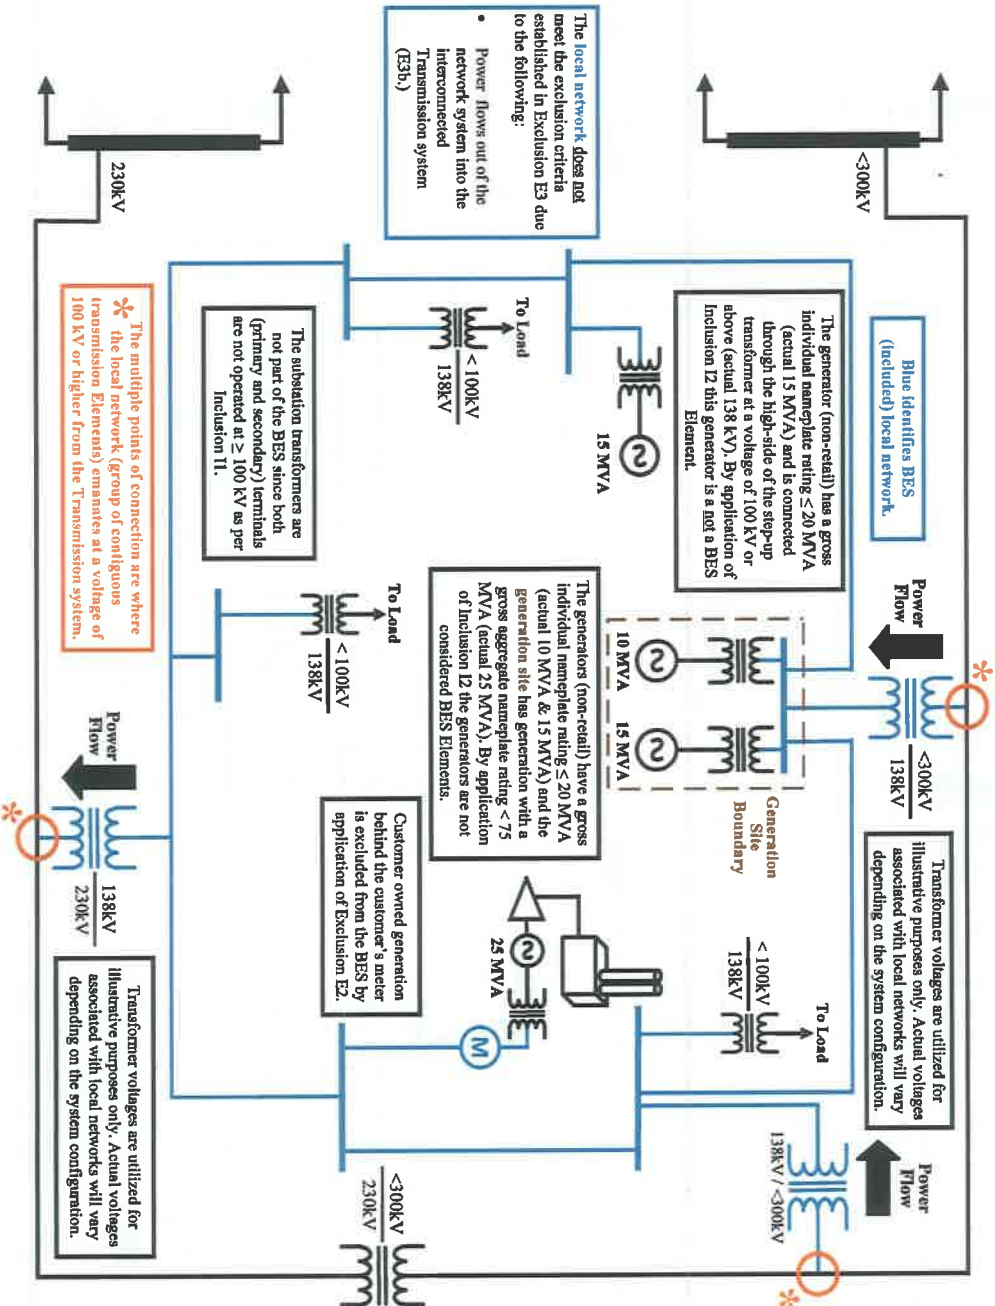 The local network does not
meet the exclusion criteria
established in Exclusion E3 due
to the following:
• Power flows out of the
network system into the
interconnected
Transmission system
(E3b.)
230kV
<300kV
Blue identifies BES
(included) local network.
The generator (non-retail) has a gross
individual nameplate rating ≤ 20 MVA
(actual 15 MVA) and is connected
through the high-side of the step-up
transformer at a voltage of 100 kV or
above (actual 138 kV). By application of
Inclusion I2 this generator is a not a BES
Element.
15 MVA
To Load
< 100kV
138kV
The substation transformers are
not part of the BES since both
(primary and secondary) terminals
are not operated at ≥ 100 kV as per
Inclusion I1.
* The multiple points of connection are where
the local network (group of contiguous
transmission Elements) emanates at a voltage of
100 kV or higher from the Transmission system.
Power
Flow
*
<300kV
138kV
10 MVA
15 MVA
Generation
Site
Boundary
The generators (non-retail) have a gross
individual nameplate rating ≤ 20 MVA
(actual 10 MVA & 15 MVA) and the
generation site has generation with a
gross aggregate nameplate rating < 75
MVA (actual 25 MVA). By application
of Inclusion I2 the generators are not
considered BES Elements.
To Load
< 100kV
138kV
Power
Flow
*
138kV
230kV
Transformer voltages are utilized for
illustrative purposes only. Actual voltages
associated with local networks will vary
depending on the system configuration.
To Load
< 100kV
138kV
25 MVA
M
Customer owned generation
behind the customer's meter
is excluded from the BES by
application of Exclusion E2.
Transformer voltages are utilized for
illustrative purposes only. Actual voltages
associated with local networks will vary
depending on the system configuration.
Power
Flow
138kV / <300kV
*
<300kV
230kV